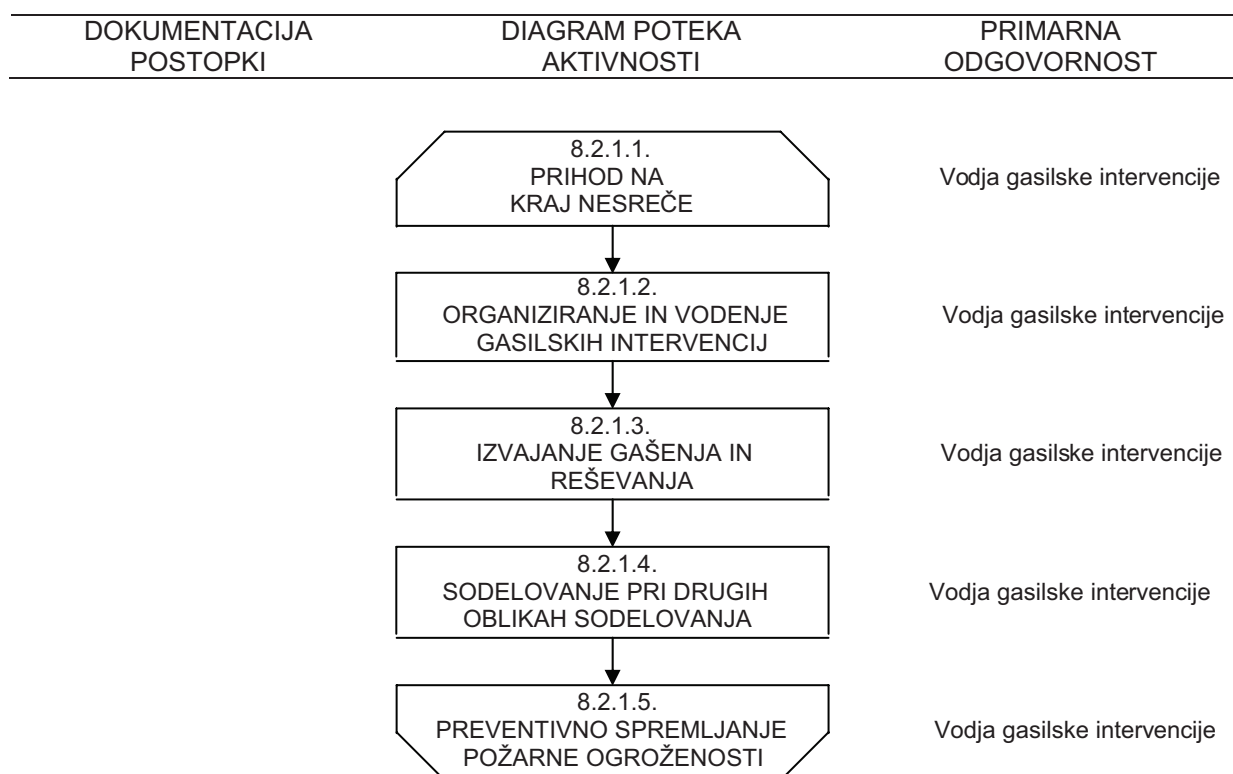 DOKUMENTACIJA
POSTOPKI
DIAGRAM POTEKA
AKTIVNOSTI
PRIMARNA
ODGOVORNOST
8.2.1.1.
PRIHOD NA
KRAJ NESREČE
Vodja gasilske intervencije
8.2.1.2.
ORGANIZIRANJE IN VODENJE
GASILSKIH INTERVENCIJ
Vodja gasilske intervencije
8.2.1.3.
IZVAJANJE GAŠENJA IN
REŠEVANJA
Vodja gasilske intervencije
8.2.1.4.
SODELOVANJE PRI DRUGIH
OBLIKAH SODELOVANJA
Vodja gasilske intervencije
8.2.1.5.
PREVENTIVNO SPREMLJANJE
POŽARNE OGROŽENOSTI
Vodja gasilske intervencije